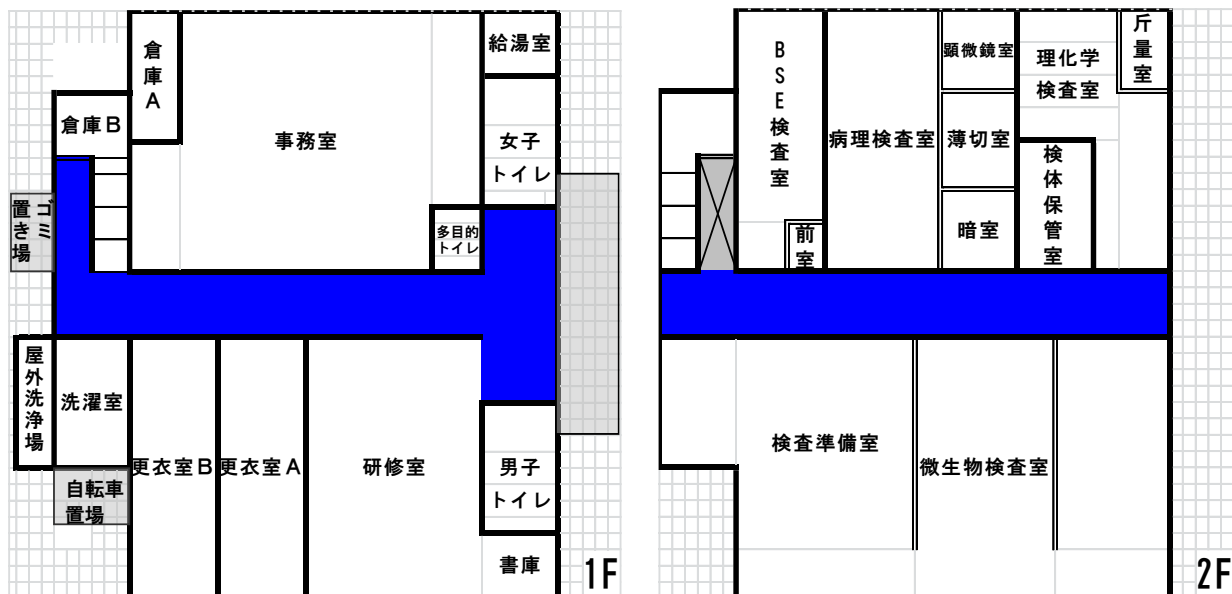 倉庫A
給湯室
倉庫B
事務室
女子
トイレ
ゴミ
置き場
多目的
トイレ
屋外洗浄場
洗濯室
更衣室B
更衣室A
研修室
男子
トイレ
自転車
置場
書庫
1F
BSE検査室
病理検査室
顕微鏡室
理化学
検査室
斤量室
薄切室
検体保管室
前室
暗室
検査準備室
微生物検査室
2F